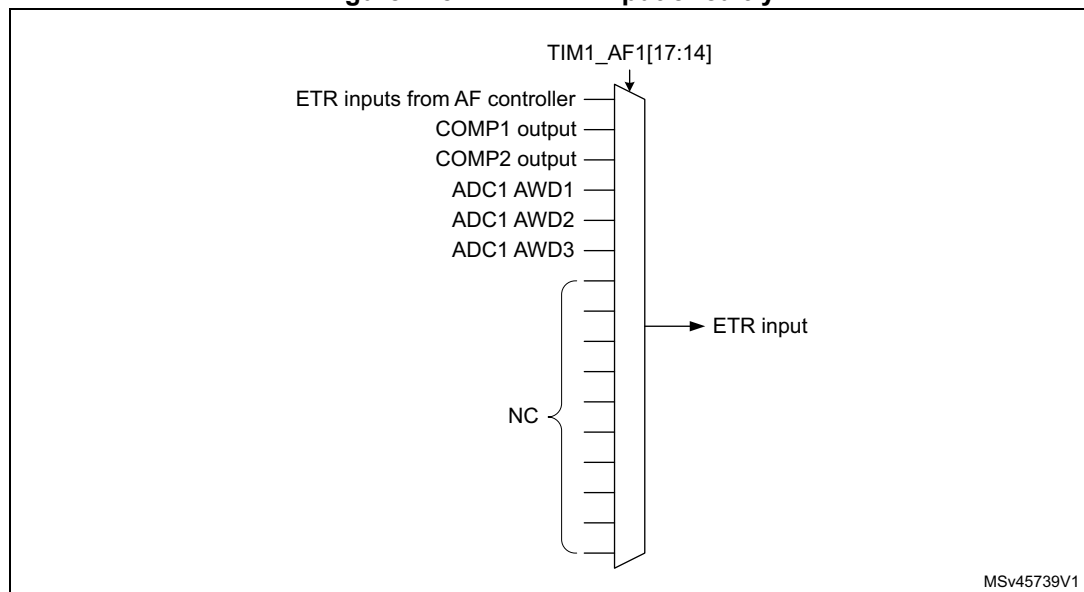 TIM1_AF1[17:14]
ETR inputs from AF controller
COMP1 output
COMP2 output
ADC1 AWD1
ADC1 AWD2
ADC1 AWD3
ETR input
NC
MSv45739V1